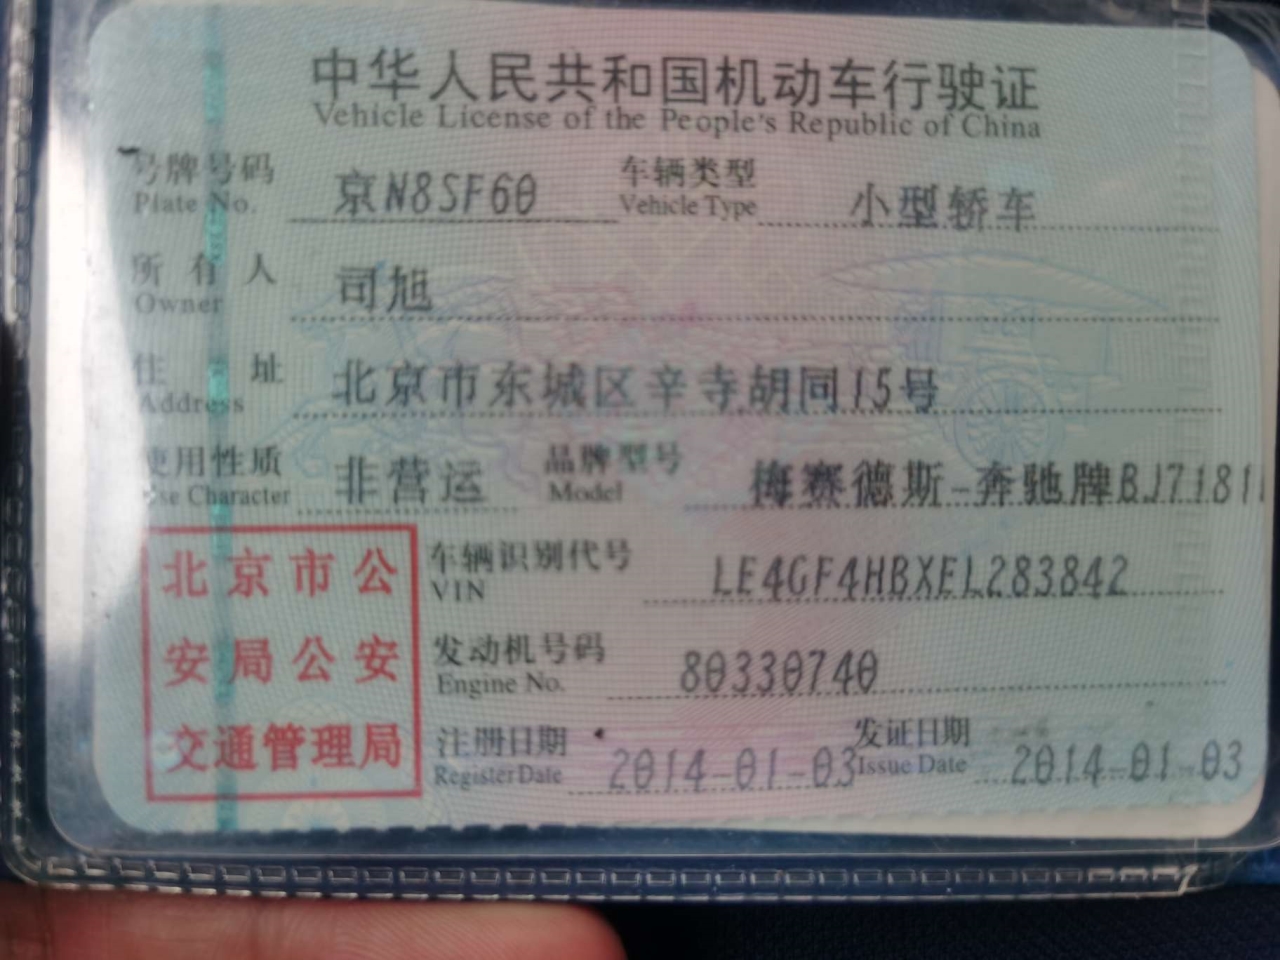 中华人民共和国机动车行驶证
Vehicle License of the People's Republic of China
号牌号码 京N8SF60 车辆类型 小型轿车
Plate No. Vehicle Type
所有人 司旭
Owner
住址 北京市东城区辛寺胡同15号
Address
使用性质 非营运 品牌型号 梅赛德斯-奔驰牌BJ7181
Use Character Model
北京市公
安局公安
交通管理局
车辆识别代号 LE4GF4HBXEL283842
VIN
发动机号码 80330740
Engine No.
注册日期 2014-01-03 发证日期 2014-01-03
Register Date Issue Date